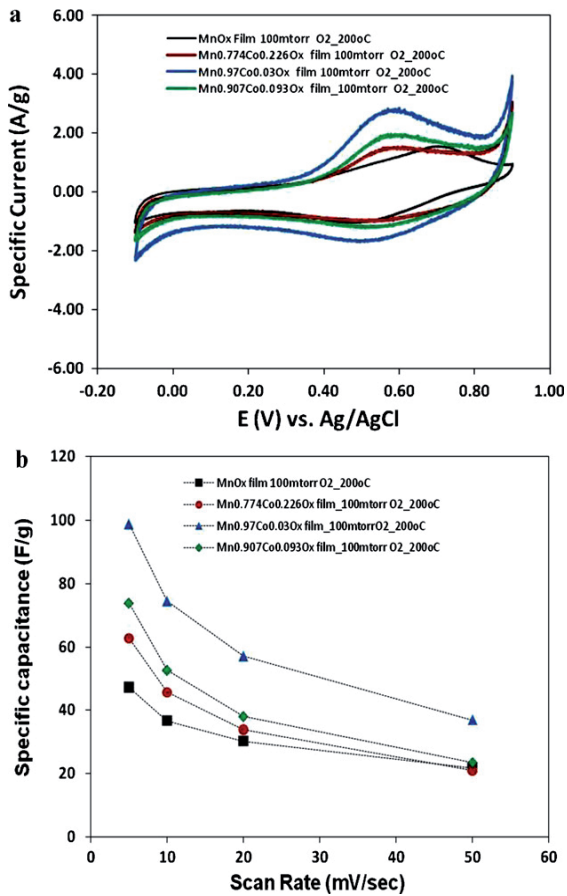 a
MnOx Film 100mtorr O2_200oC
Mn0.774Co0.226Ox film 100mtorr O2_200oC
Mn0.97Co0.03Ox film 100mtorr O2_200oC
Mn0.907Co0.093Ox film_100mtorr O2_200oC
6.00
4.00
2.00
0.00
-2.00
-4.00
-6.00
Specific Current (A/g)
-0.20 0.00 0.20 0.40 0.60 0.80 1.00
E (V) vs. Ag/AgCl
b
MnOx film 100mtorr O2_200oC
Mn0.774Co0.226Ox film_100mtorr O2_200oC
Mn0.97Co0.03Ox film_100mtorrO2_200oC
Mn0.907Co0.093Ox film_100mtorr O2_200oC
120
100
80
60
40
20
0
Specific capacitance (F/g)
0 10 20 30 40 50 60
Scan Rate (mV/sec)